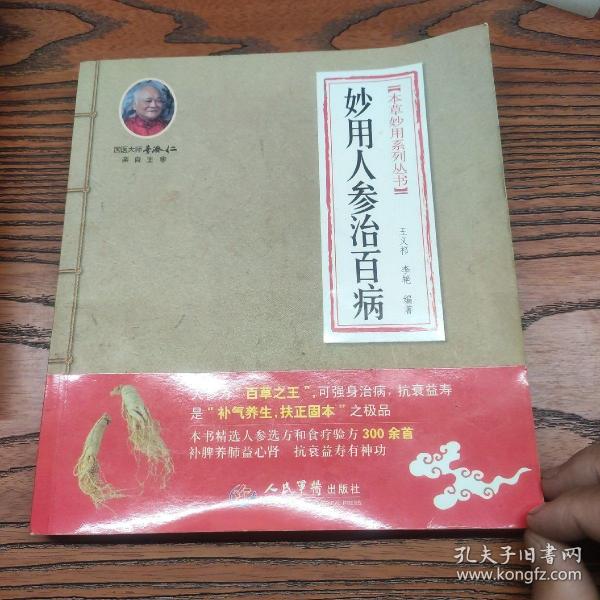 国医大师 李济仁
亲自主审
【本草妙用系列丛书】
妙用人参治百病
王义祁 李艳 编著
百草之王”，可强身治病，抗衰益寿
是“补气养生，扶正固本”之极品
本书精选人参选方和食疗验方300余首
补脾养肺益心肾 抗衰益寿有神功
人民军医出版社
孔夫子旧书网
www.kongfz.com